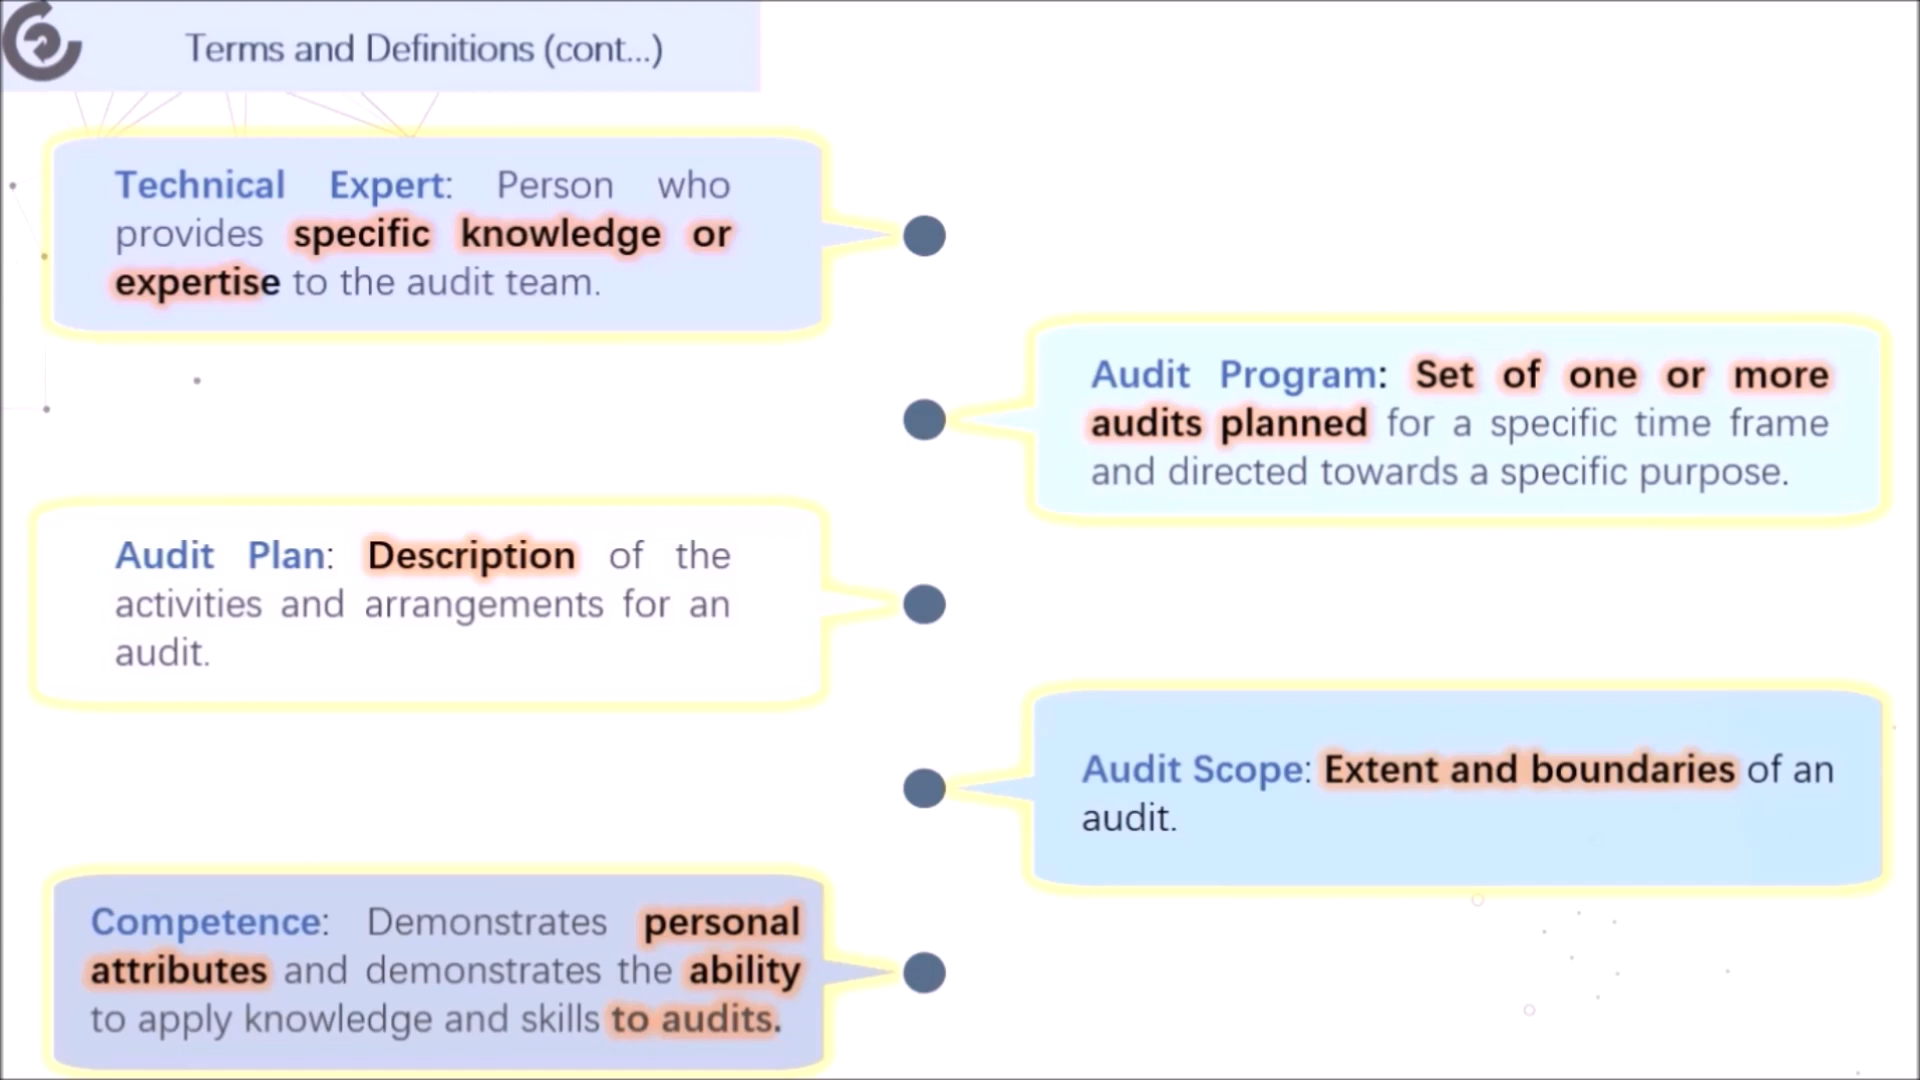 Terms and Definitions (cont...)
Technical Expert: Person who
provides specific knowledge or
expertise to the audit team.
Audit Program: Set of one or more
audits planned for a specific time frame
and directed towards a specific purpose.
Audit Plan: Description of the
activities and arrangements for an
audit.
Audit Scope: Extent and boundaries of an
audit.
Competence: Demonstrates personal
attributes and demonstrates the ability
to apply knowledge and skills to audits.